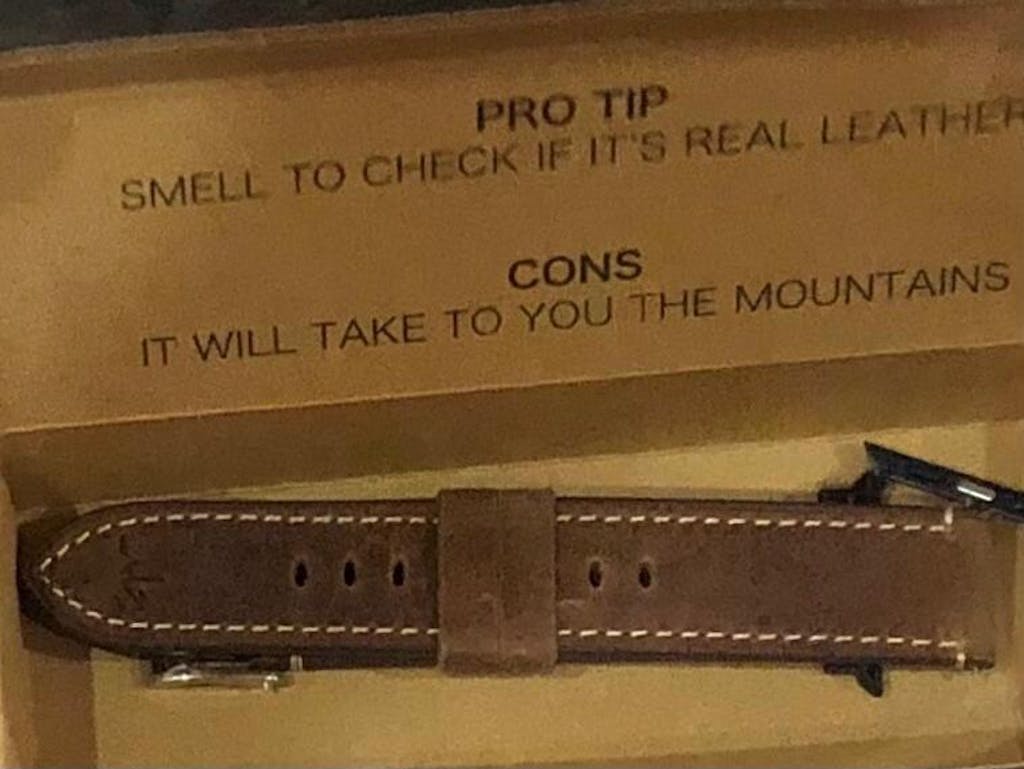 PRO TIP
SMELL TO CHECK IF IT'S REAL LEATHER
CONS
IT WILL TAKE TO YOU THE MOUNTAINS